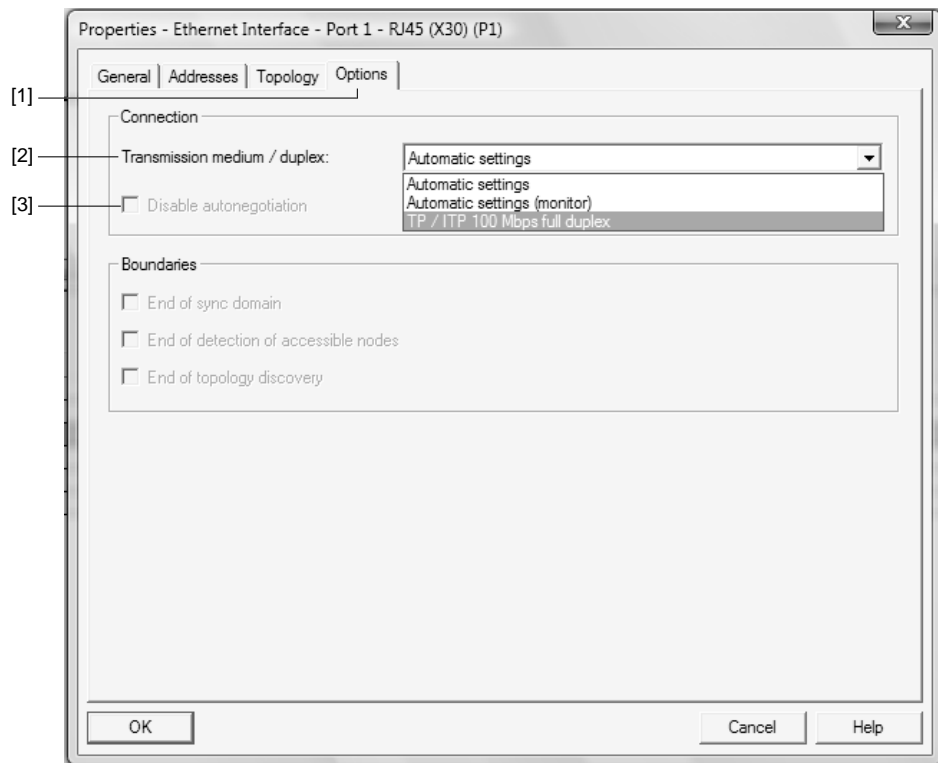 Properties - Ethernet Interface - Port 1 - RJ45 (X30) (P1)
X
General Addresses Topology Options
[1]
Connection
[2] Transmission medium / duplex: Automatic settings
Automatic settings
[3] Disable autonegotiation Automatic settings (monitor)
TP / ITP 100 Mbps full duplex
Boundaries
End of sync domain
End of detection of accessible nodes
End of topology discovery
OK Cancel Help